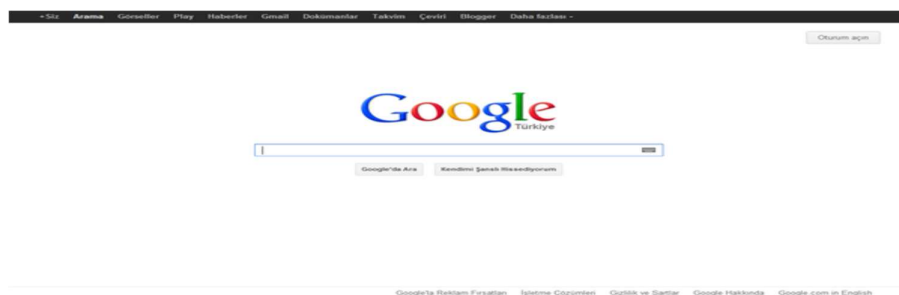 +Siz Arama Görseller Play Haberler Gmail Dokümanlar Takvim Çeviri Blogger Daha fazlası
Oturum açın
Google
Türkiye
Google'da Ara Kendimi Şanslı Hissediyorum
Google'la Reklam Fırsatları İşletme Çözümleri Gizlilik ve Şartlar Google Hakkında Google.com in English